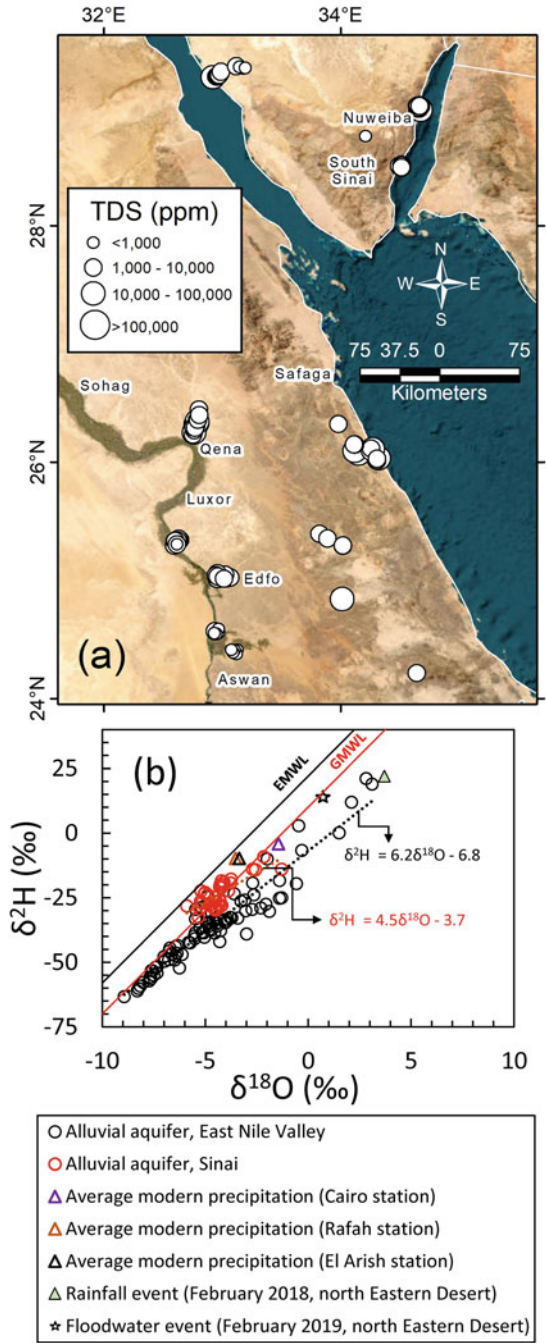 32°E 34°E
Nuweiba
South
Sinai
TDS (ppm)
<1,000
1,000 - 10,000
10,000 - 100,000
>100,000
28°N
N
W E
S
75 37.5 0 75
Kilometers
Safaga
Sohag
26°N
Qena
Luxor
Edfo
(a)
Aswan
24°N
(b)
EMWL
GMWL
25
0
-25
-50
-75
δ²H (‰)
δ²H = 6.2δ¹⁸O - 6.8
δ²H = 4.5δ¹⁸O - 3.7
-10 -5 0 5 10
δ¹⁸O (‰)
Alluvial aquifer, East Nile Valley
Alluvial aquifer, Sinai
Average modern precipitation (Cairo station)
Average modern precipitation (Rafah station)
Average modern precipitation (El Arish station)
Rainfall event (February 2018, north Eastern Desert)
Floodwater event (February 2019, north Eastern Desert)